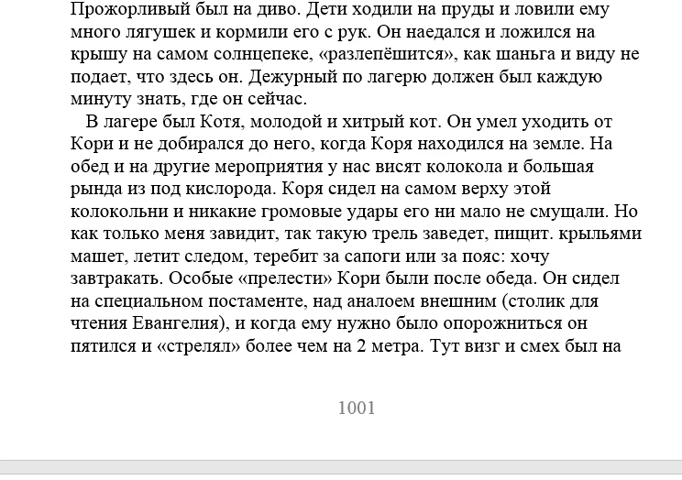 Прожорливый был на диво. Дети ходили на пруды и ловили ему
много лягушек и кормили его с рук. Он наедался и ложился на
крышу на самом солнцепеке, «разлепёшится», как шаньга и виду не
подает, что здесь он. Дежурный по лагерю должен был каждую
минуту знать, где он сейчас.
В лагере был Котя, молодой и хитрый кот. Он умел уходить от
Кори и не добирался до него, когда Коря находился на земле. На
обед и на другие мероприятия у нас висят колокола и большая
рында из под кислорода. Коря сидел на самом верху этой
колокольни и никакие громовые удары его ни мало не смущали. Но
как только меня завидит, так такую трель заведет, пищит. крыльями
машет, летит следом, теребит за сапоги или за пояс: хочу
завтракать. Особые «прелести» Кори были после обеда. Он сидел
на специальном постаменте, над аналоем внешним (столик для
чтения Евангелия), и когда ему нужно было опорожниться он
пятился и «стрелял» более чем на 2 метра. Тут визг и смех был на
1001